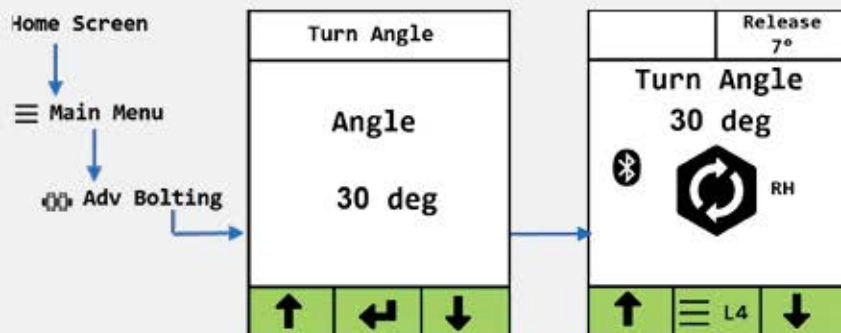 Home Screen
Main Menu
Adv Bolting
Turn Angle
Angle
30 deg
Release
7°
Turn Angle
30 deg
RH
L4